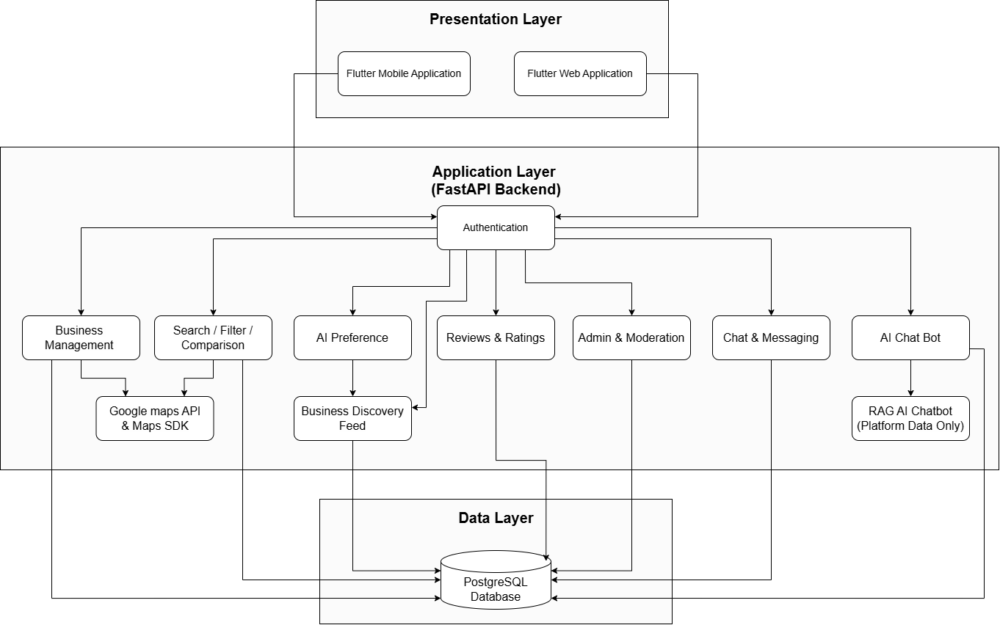 Presentation Layer
Flutter Mobile Application
Flutter Web Application
Application Layer
(FastAPI Backend)
Authentication
Business
Management
Search / Filter /
Comparison
AI Preference
Reviews & Ratings
Admin & Moderation
Chat & Messaging
AI Chat Bot
Google maps API
& Maps SDK
Business Discovery
Feed
RAG AI Chatbot
(Platform Data Only)
Data Layer
PostgreSQL
Database